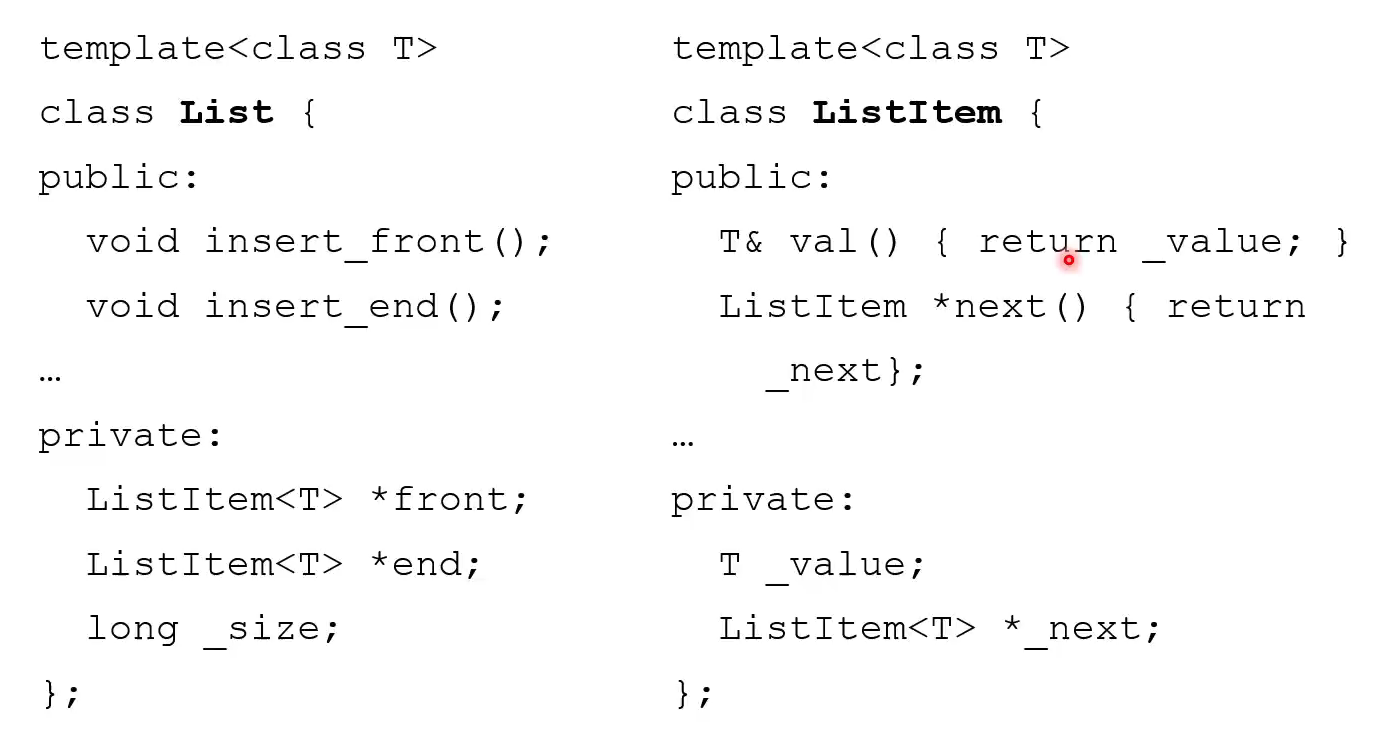 template<class T>
class List {
public:
  void insert_front();
  void insert_end();
…
private:
  ListItem<T> *front;
  ListItem<T> *end;
  long _size;
};
template<class T>
class ListItem {
public:
  T& val() { return _value; }
  ListItem *next() { return
    _next};
…
private:
  T _value;
  ListItem<T> *_next;
};